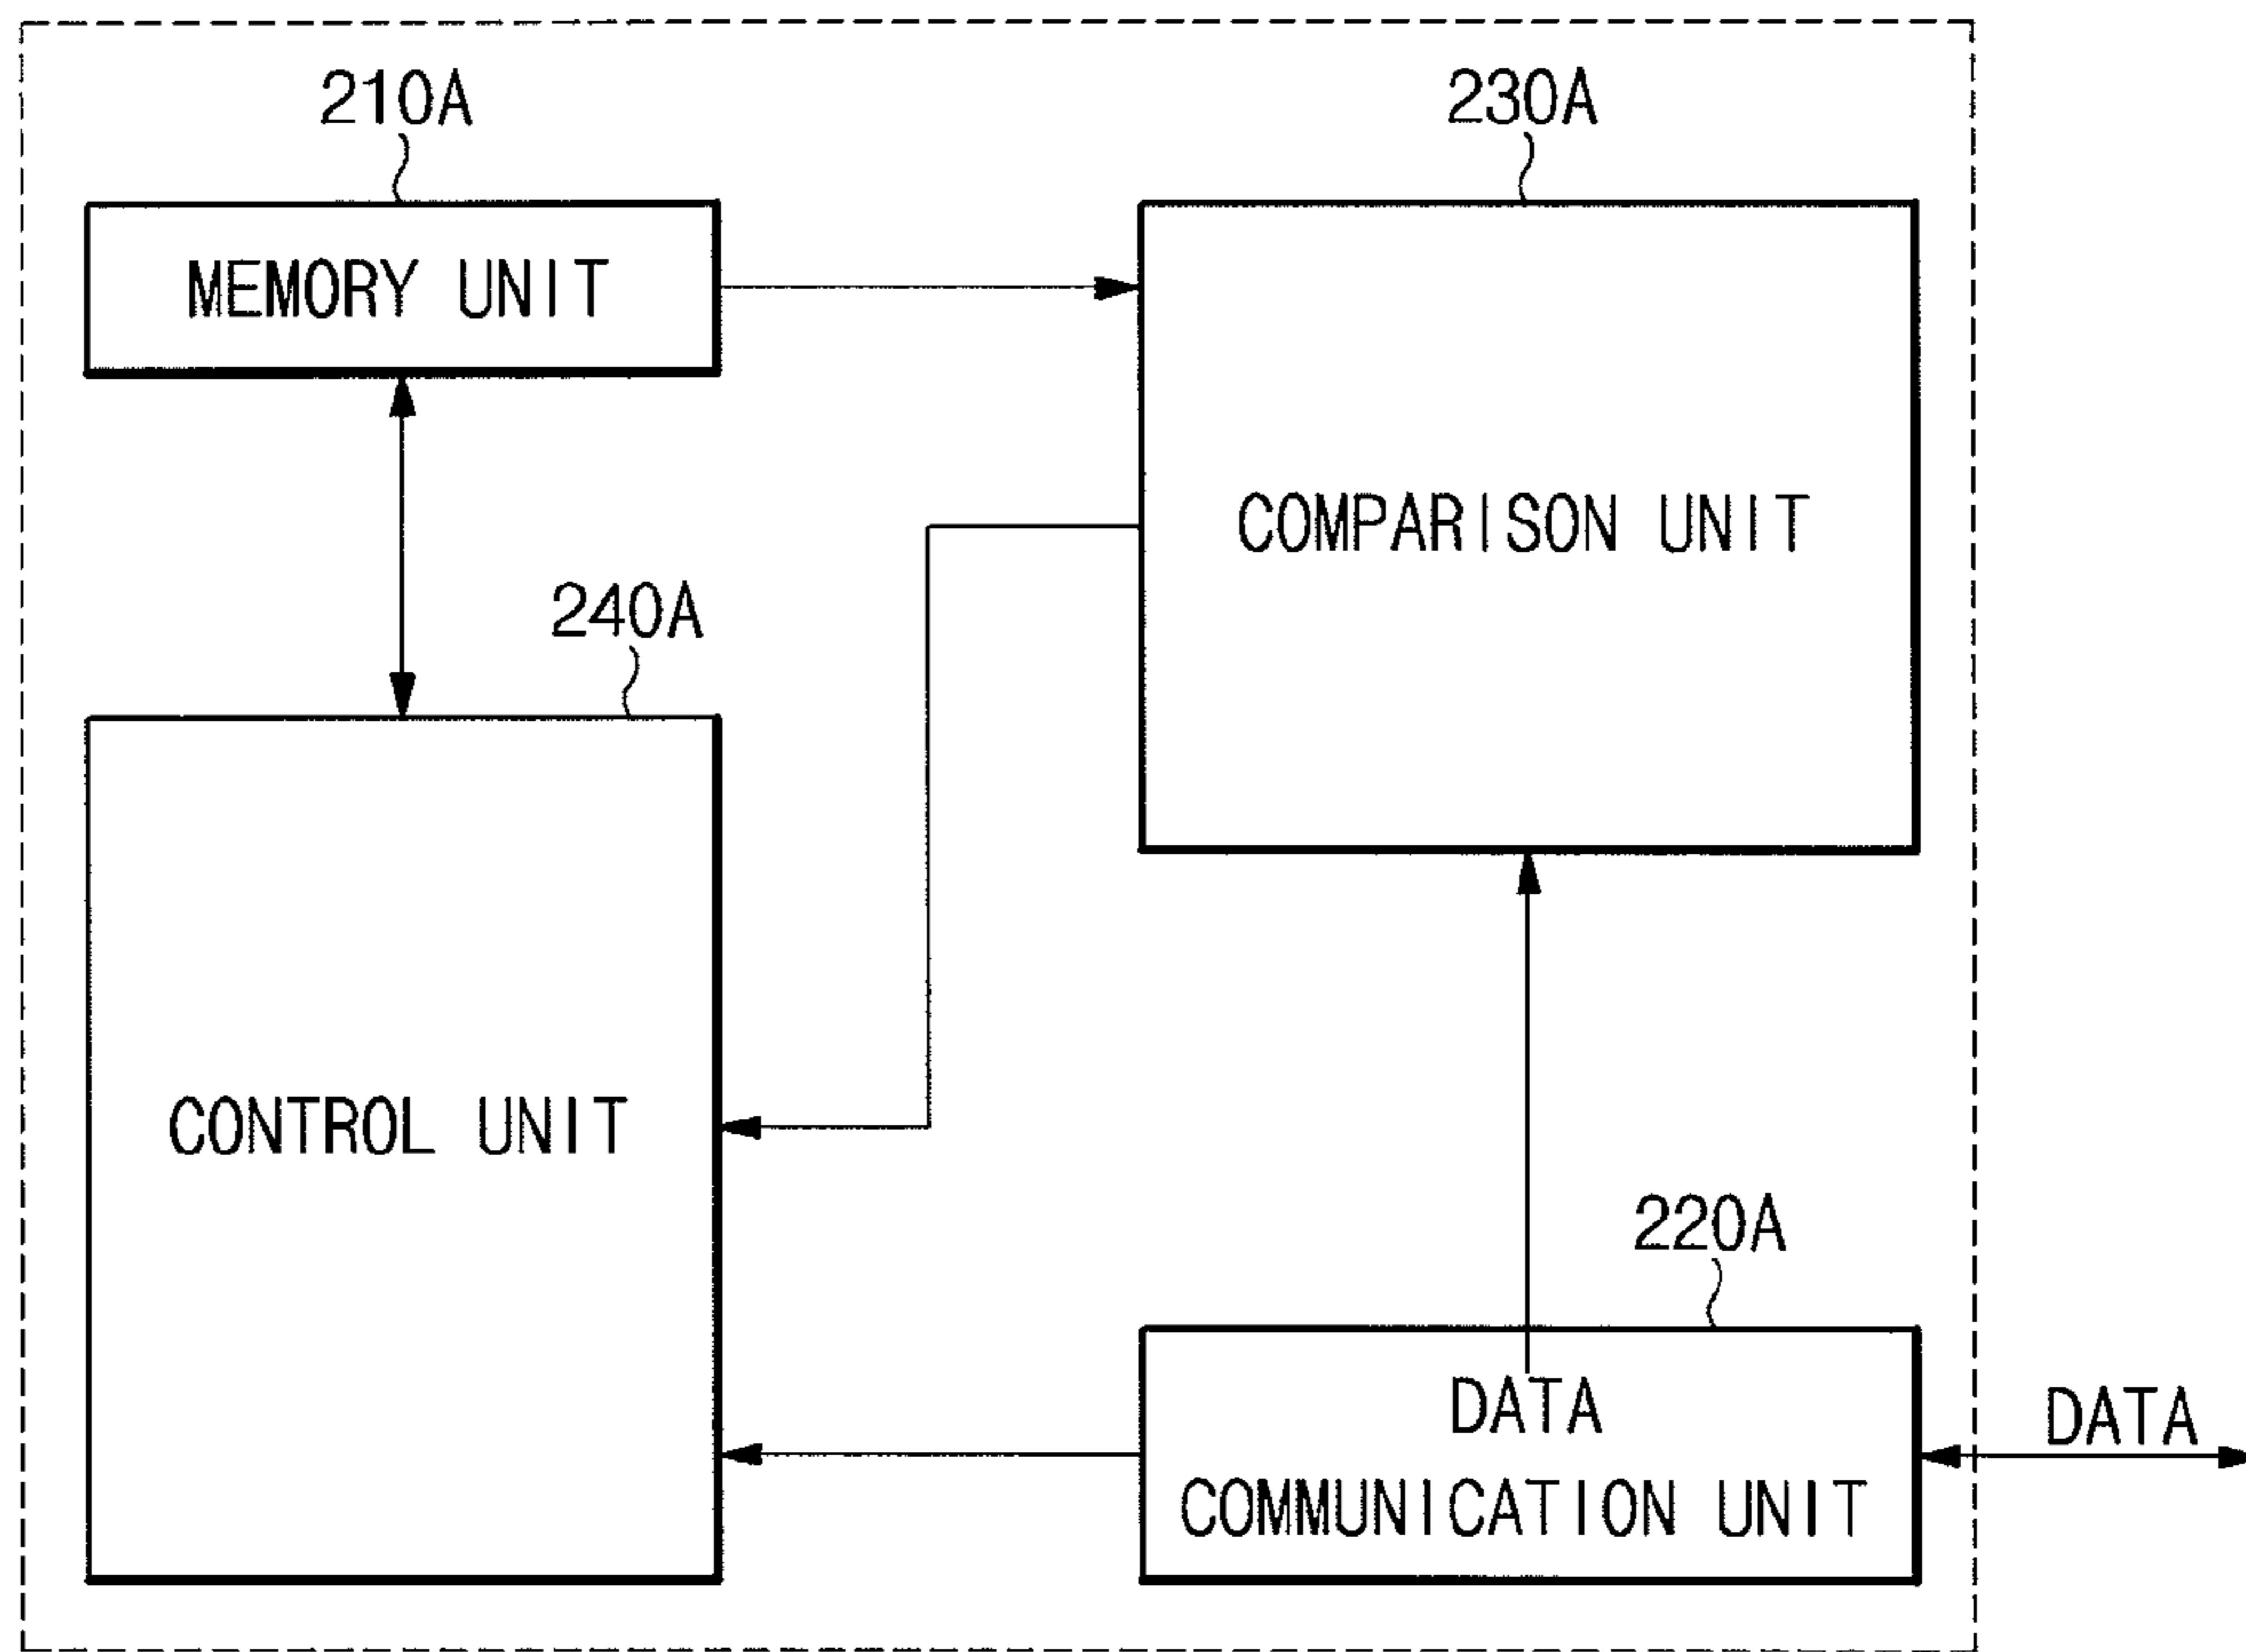 210A
230A
MEMORY UNIT
COMPARISON UNIT
240A
CONTROL UNIT
220A
DATA
COMMUNICATION UNIT
DATA